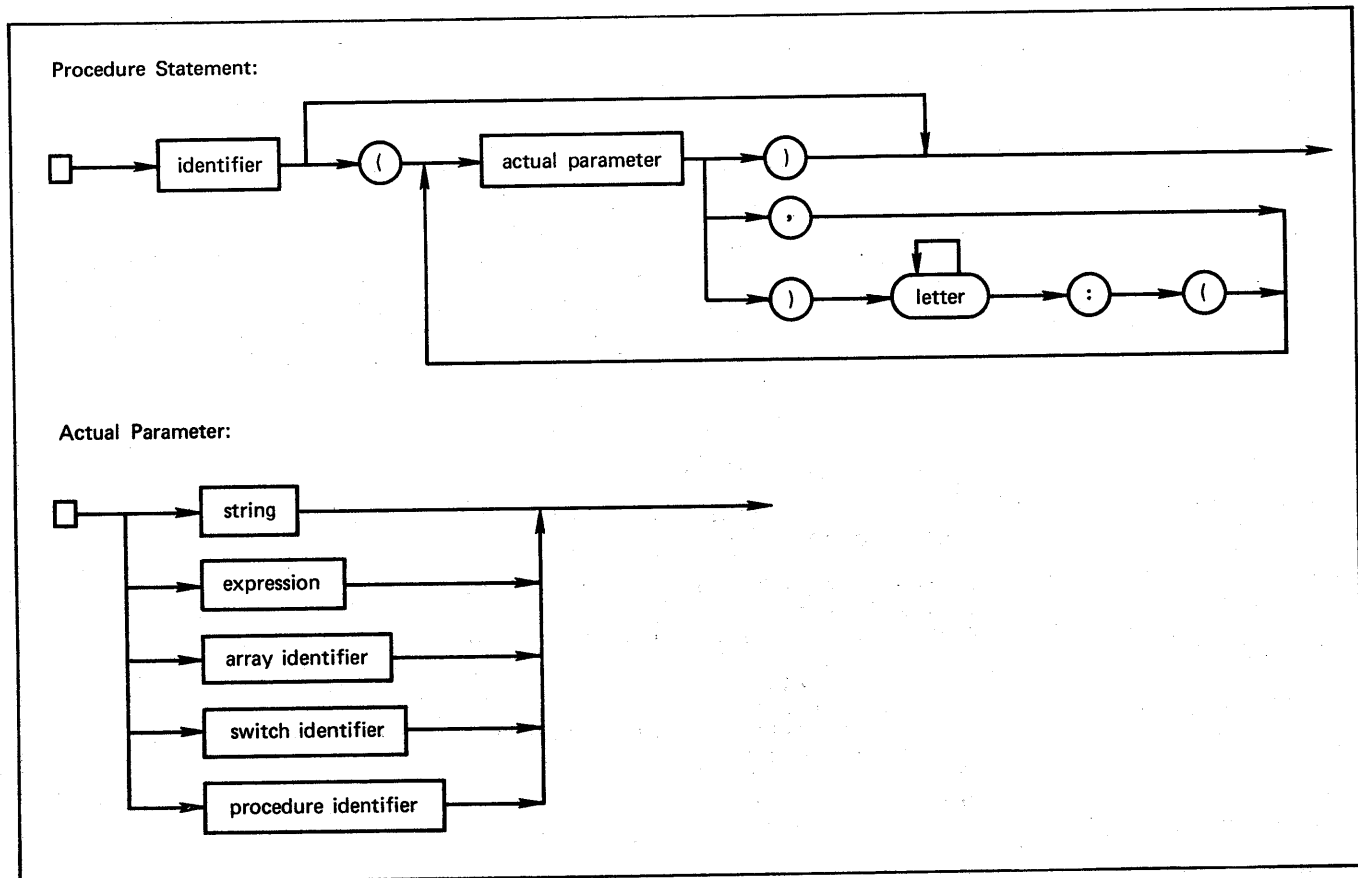 Procedure Statement:
identifier ( actual parameter )
,
) letter : (
Actual Parameter:
string
expression
array identifier
switch identifier
procedure identifier